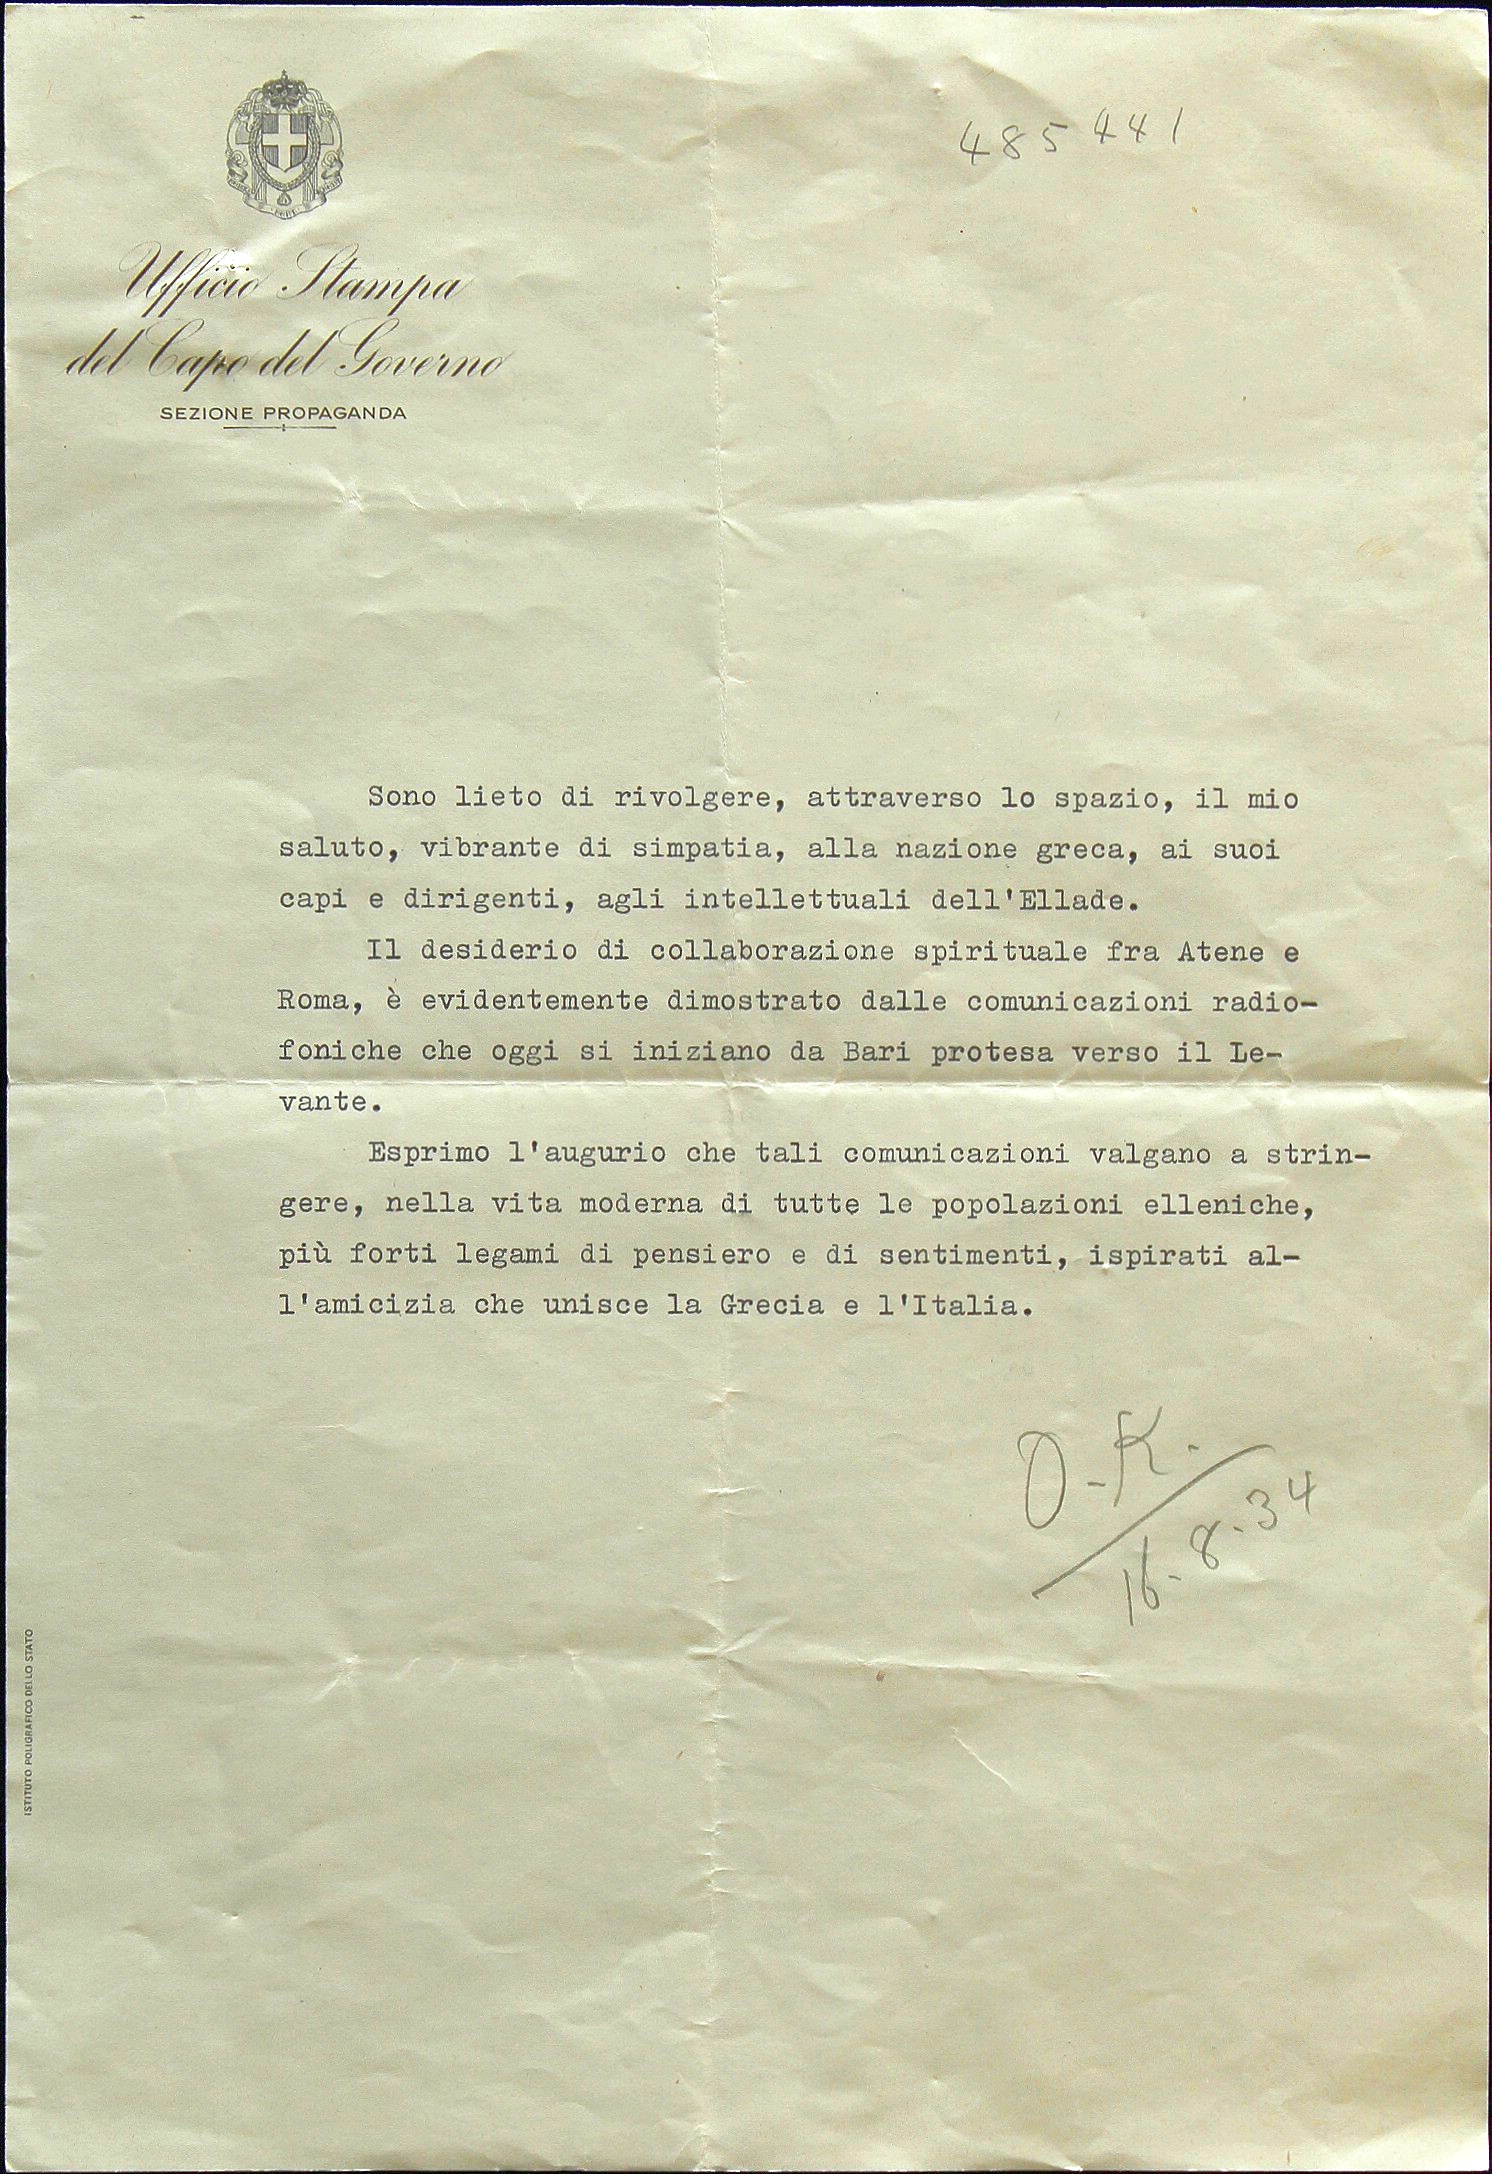 485441
Ufficio Stampa
del Capo del Governo
SEZIONE PROPAGANDA
Sono lieto di rivolgere, attraverso lo spazio, il mio
saluto, vibrante di simpatia, alla nazione greca, ai suoi
capi e dirigenti, agli intellettuali dell'Ellade.
Il desiderio di collaborazione spirituale fra Atene e
Roma, è evidentemente dimostrato dalle comunicazioni radio-
foniche che oggi si iniziano da Bari protesa verso il Le-
vante.
Esprimo l'augurio che tali comunicazioni valgano a strin-
gere, nella vita moderna di tutte le popolazioni elleniche,
più forti legami di pensiero e di sentimenti, ispirati al-
l'amicizia che unisce la Grecia e l'Italia.
O.K.
16-8-34
ISTITUTO POLIGRAFICO DELLO STATO